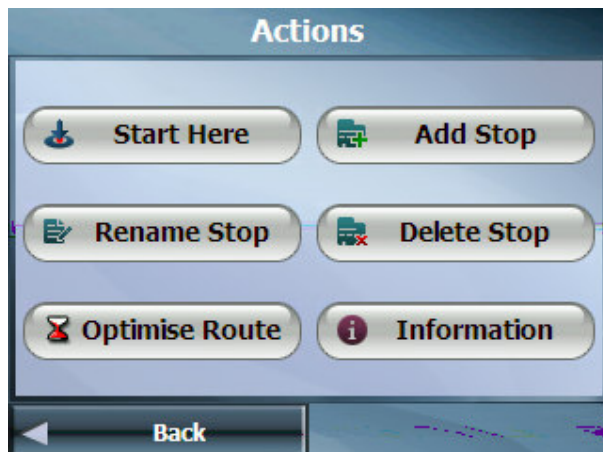 Actions
Start Here
Add Stop
Rename Stop
Delete Stop
Optimise Route
Information
Back